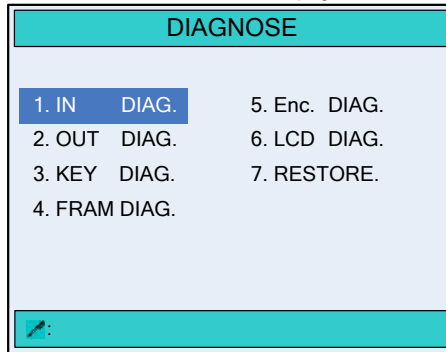 DIAGNOSE
1. IN DIAG.
2. OUT DIAG.
3. KEY DIAG.
4. FRAM DIAG.
5. Enc. DIAG.
6. LCD DIAG.
7. RESTORE.
: